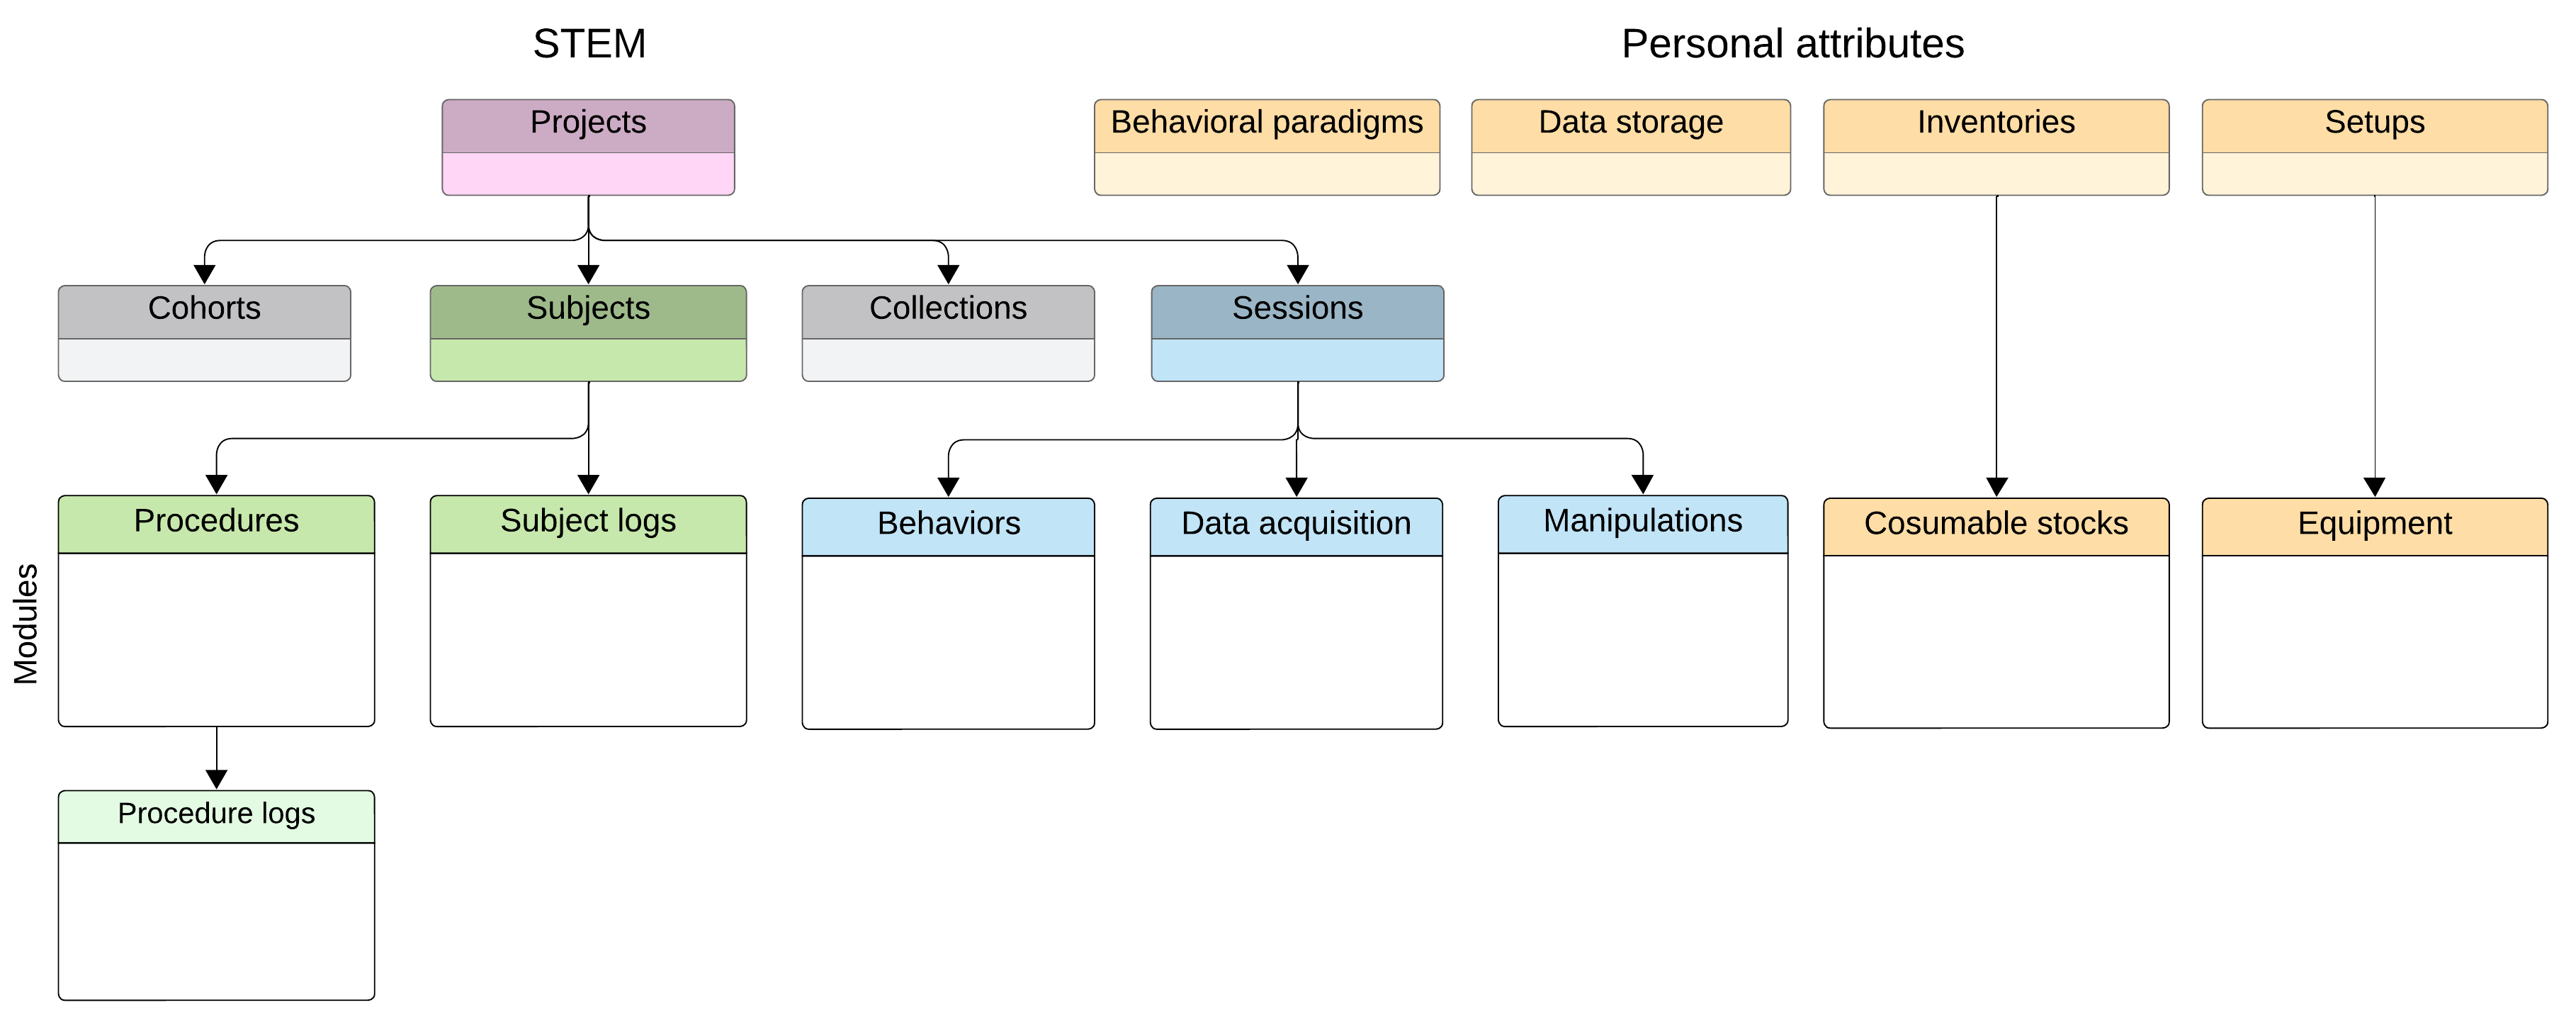 STEM
Personal attributes
Projects
Behavioral paradigms
Data storage
Inventories
Setups
Cohorts
Subjects
Collections
Sessions
Modules
Procedures
Subject logs
Behaviors
Data acquisition
Manipulations
Cosumable stocks
Equipment
Procedure logs